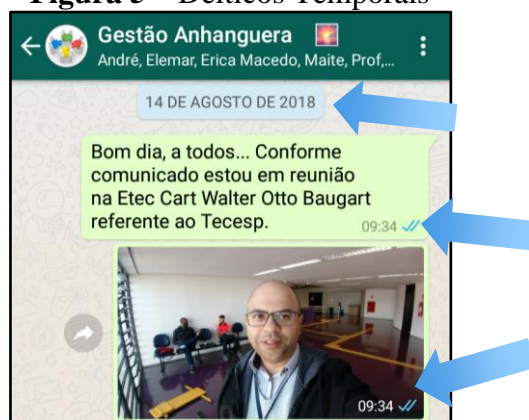 Figura 3 – Dêiticos Temporais
Gestão Anhanguera
André, Elemar, Erica Macedo, Maite, Prof,...
14 DE AGOSTO DE 2018
Bom dia, a todos... Conforme
comunicado estou em reunião
na Etec Cart Walter Otto Baugart
referente ao Tecesp.
09:34
09:34